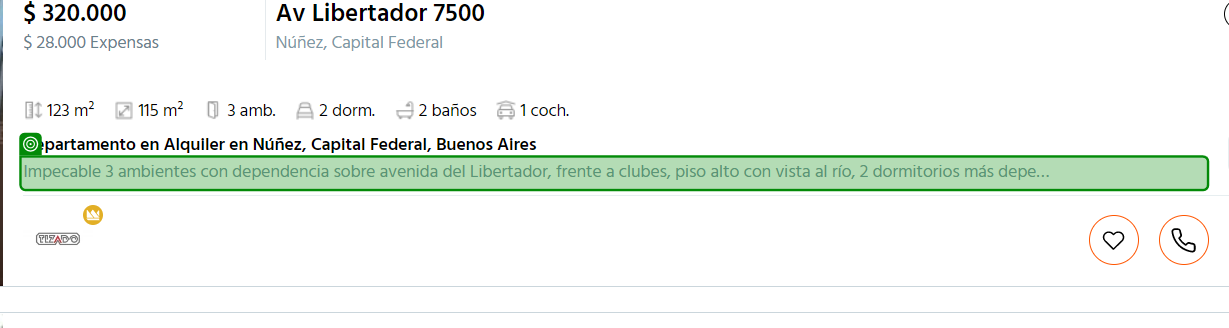 $ 320.000
Av Libertador 7500
$ 28.000 Expensas
Núñez, Capital Federal
123 m² 115 m² 3 amb. 2 dorm. 2 baños 1 coch.
epartamento en Alquiler en Núñez, Capital Federal, Buenos Aires
Impecable 3 ambientes con dependencia sobre avenida del Libertador, frente a clubes, piso alto con vista al río, 2 dormitorios más depe...
TIZADO